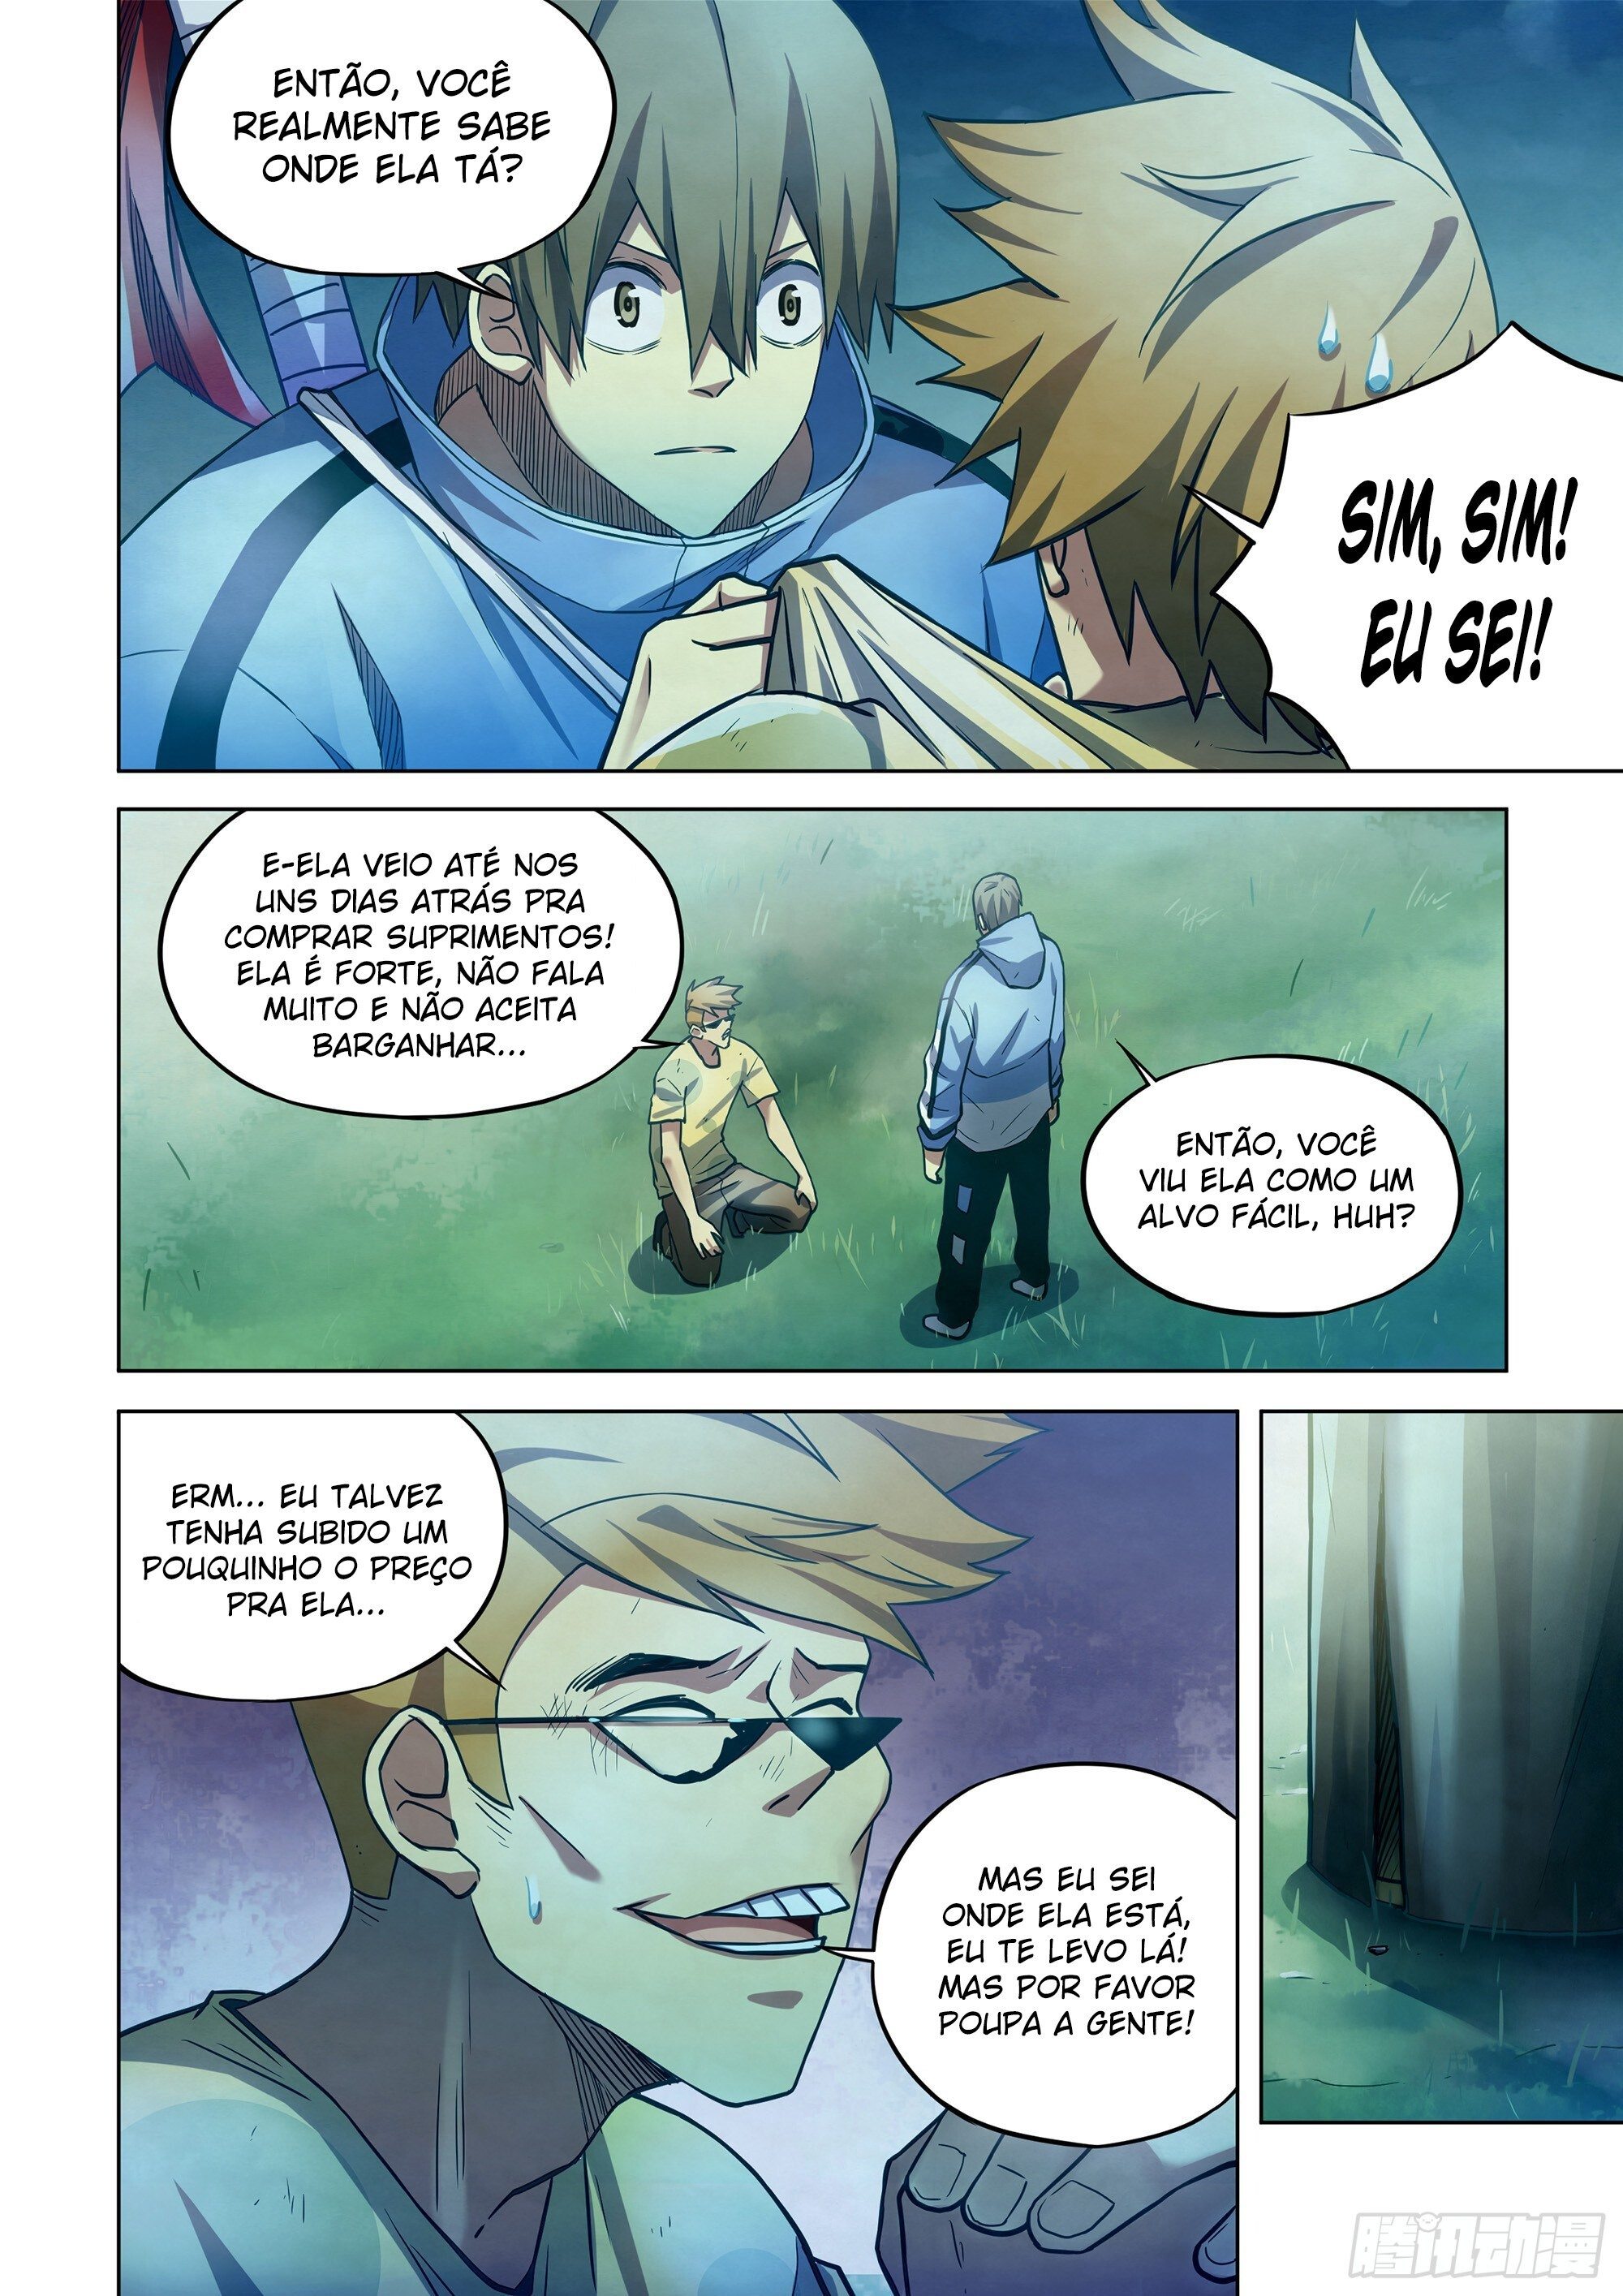 ENTÃO, VOCÊ
REALMENTE SABE
ONDE ELA TÁ?
SIM, SIM!
EU SEI!
E-ELA VEIO ATÉ NOS
UNS DIAS ATRÁS PRA
COMPRAR SUPRIMENTOS!
ELA É FORTE, NÃO FALA
MUITO E NÃO ACEITA
BARGANHAR...
ENTÃO, VOCÊ
VIU ELA COMO UM
ALVO FÁCIL, HUH?
ERM... EU TALVEZ
TENHA SUBIDO UM
POUQUINHO O PREÇO
PRA ELA...
MAS EU SEI
ONDE ELA ESTÁ,
EU TE LEVO LÁ!
MAS POR FAVOR
POUPA A GENTE!
腾讯动漫